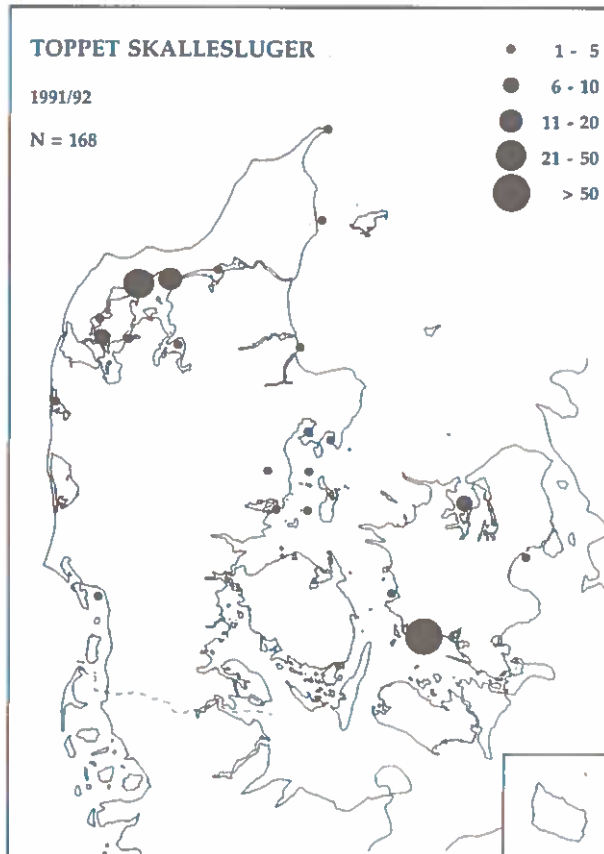 TOPPET SKALLESLUGER
1991/92
N = 168
1 - 5
6 - 10
11 - 20
21 - 50
> 50